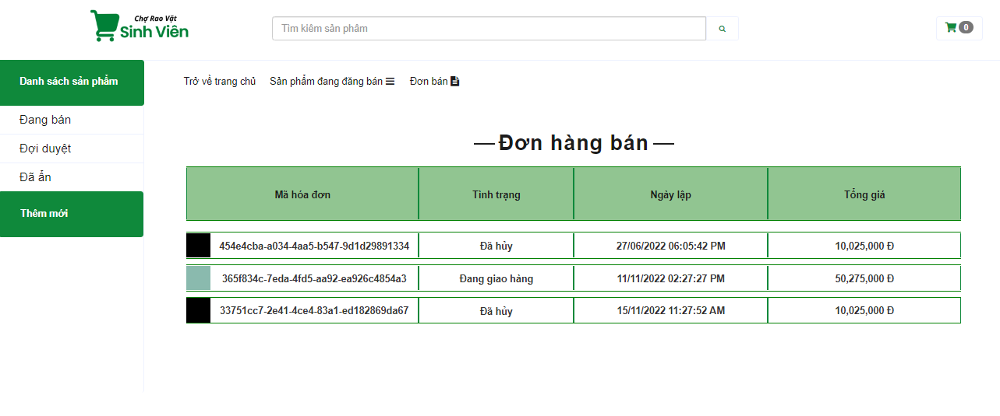 Chợ Rao Vặt
Sinh Viên
Tìm kiếm sản phẩm
0
Danh sách sản phẩm
Đang bán
Đợi duyệt
Đã ẩn
Thêm mới
Trở về trang chủ Sản phẩm đang đăng bán Đơn bán
Đơn hàng bán
Mã hóa đơn Tình trạng Ngày lập Tổng giá
454e4cba-a034-4aa5-b547-9d1d29891334 Đã hủy 27/06/2022 06:05:42 PM 10,025,000 Đ
365f834c-7eda-4fd5-aa92-ea926c4854a3 Đang giao hàng 11/11/2022 02:27:27 PM 50,275,000 Đ
33751cc7-2e41-4ce4-83a1-ed182869da67 Đã hủy 15/11/2022 11:27:52 AM 10,025,000 Đ